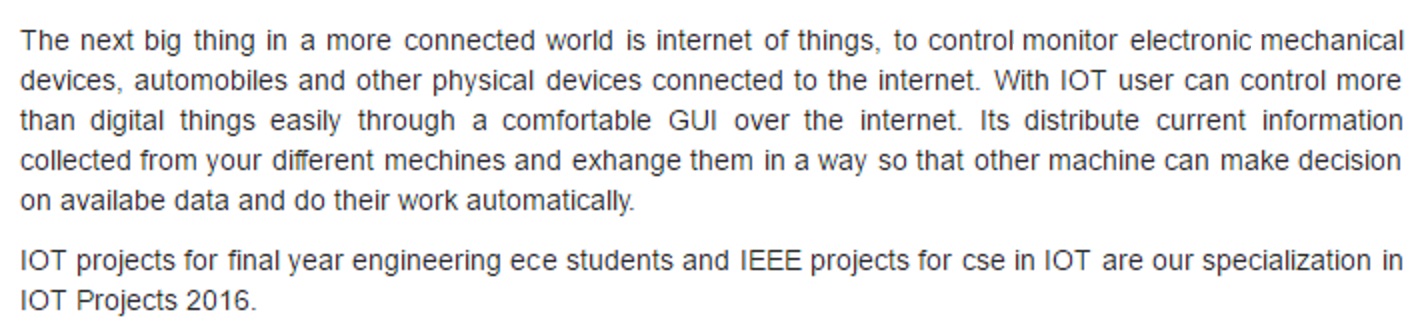 The next big thing in a more connected world is internet of things, to control monitor electronic mechanical
devices, automobiles and other physical devices connected to the internet. With IOT user can control more
than digital things easily through a comfortable GUI over the internet. Its distribute current information
collected from your different mechines and exhange them in a way so that other machine can make decision
on availabe data and do their work automatically.
IOT projects for final year engineering ece students and IEEE projects for cse in IOT are our specialization in
IOT Projects 2016.